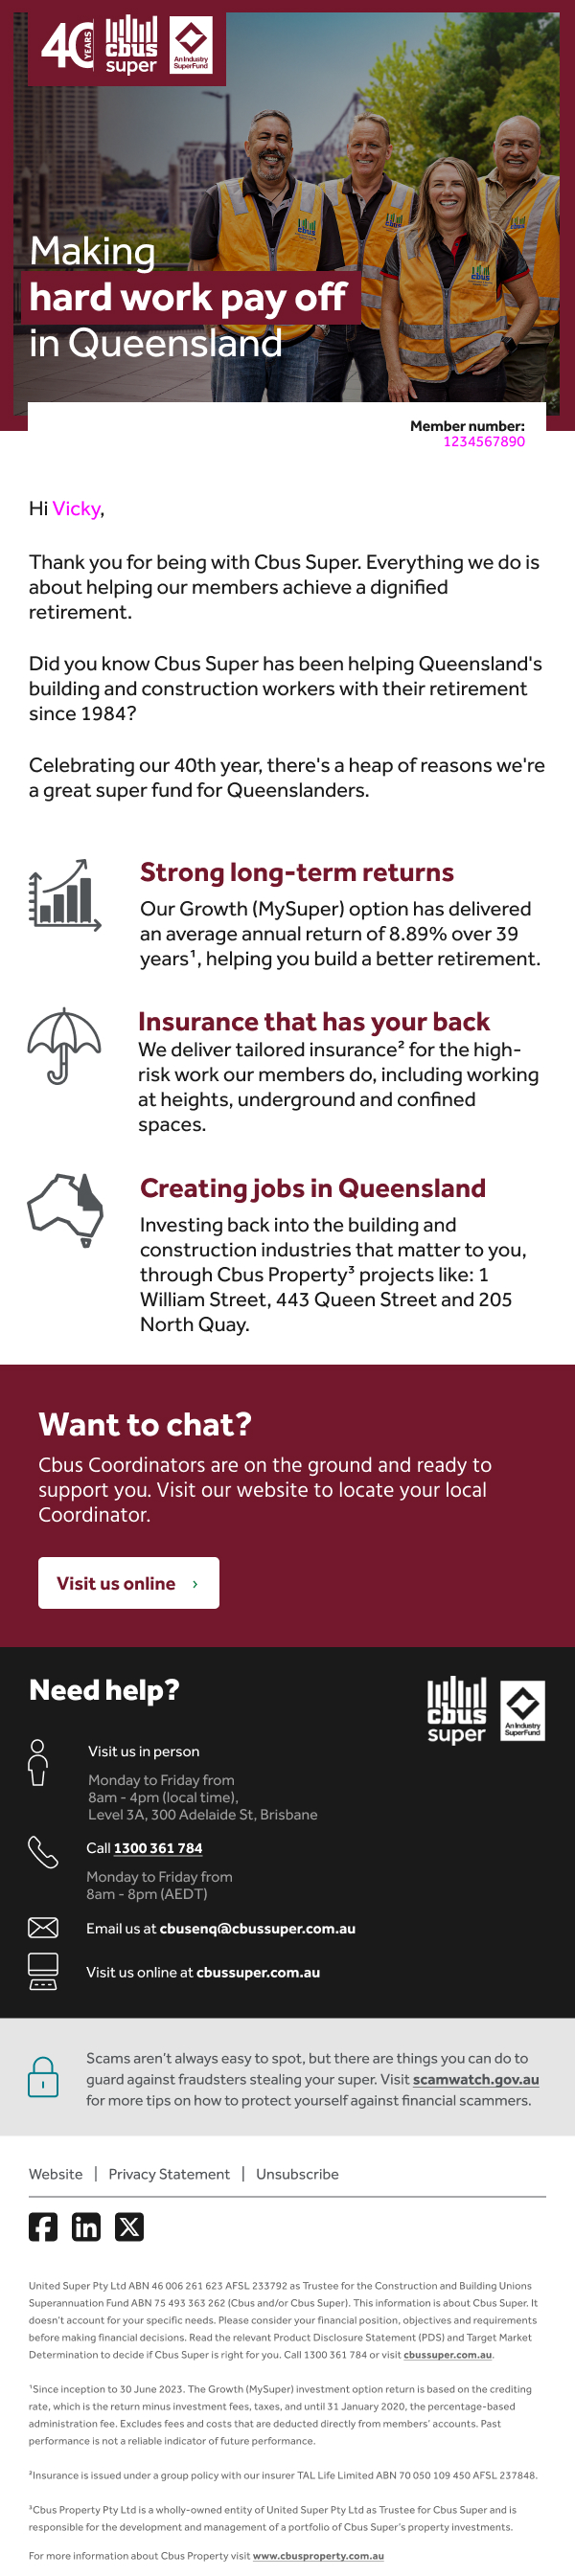 40 YEARS
cbus
super
An Industry
SuperFund
Making
hard work pay off
in Queensland
Member number:
1234567890
Hi Vicky,
Thank you for being with Cbus Super. Everything we do is
about helping our members achieve a dignified
retirement.
Did you know Cbus Super has been helping Queensland's
building and construction workers with their retirement
since 1984?
Celebrating our 40th year, there's a heap of reasons we're
a great super fund for Queenslanders.
Strong long-term returns
Our Growth (MySuper) option has delivered
an average annual return of 8.89% over 39
years¹, helping you build a better retirement.
Insurance that has your back
We deliver tailored insurance² for the high-
risk work our members do, including working
at heights, underground and confined
spaces.
Creating jobs in Queensland
Investing back into the building and
construction industries that matter to you,
through Cbus Property³ projects like: 1
William Street, 443 Queen Street and 205
North Quay.
Want to chat?
Cbus Coordinators are on the ground and ready to
support you. Visit our website to locate your local
Coordinator.
Visit us online ›
Need help?
cbus
super
An Industry
SuperFund
Visit us in person
Monday to Friday from
8am - 4pm (local time),
Level 3A, 300 Adelaide St, Brisbane
Call 1300 361 784
Monday to Friday from
8am - 8pm (AEDT)
Email us at cbusenq@cbussuper.com.au
Visit us online at cbussuper.com.au
Scams aren't always easy to spot, but there are things you can do to
guard against fraudsters stealing your super. Visit scamwatch.gov.au
for more tips on how to protect yourself against financial scammers.
Website | Privacy Statement | Unsubscribe
United Super Pty Ltd ABN 46 006 261 623 AFSL 233792 as Trustee for the Construction and Building Unions
Superannuation Fund ABN 75 493 363 262 (Cbus and/or Cbus Super). This information is about Cbus Super. It
doesn't account for your specific needs. Please consider your financial position, objectives and requirements
before making financial decisions. Read the relevant Product Disclosure Statement (PDS) and Target Market
Determination to decide if Cbus Super is right for you. Call 1300 361 784 or visit cbussuper.com.au.
¹Since inception to 30 June 2023. The Growth (MySuper) investment option return is based on the crediting
rate, which is the return minus investment fees, taxes, and until 31 January 2020, the percentage-based
administration fee. Excludes fees and costs that are deducted directly from members' accounts. Past
performance is not a reliable indicator of future performance.
²Insurance is issued under a group policy with our insurer TAL Life Limited ABN 70 050 109 450 AFSL 237848.
³Cbus Property Pty Ltd is a wholly-owned entity of United Super Pty Ltd as Trustee for Cbus Super and is
responsible for the development and management of a portfolio of Cbus Super's property investments.
For more information about Cbus Property visit www.cbusproperty.com.au